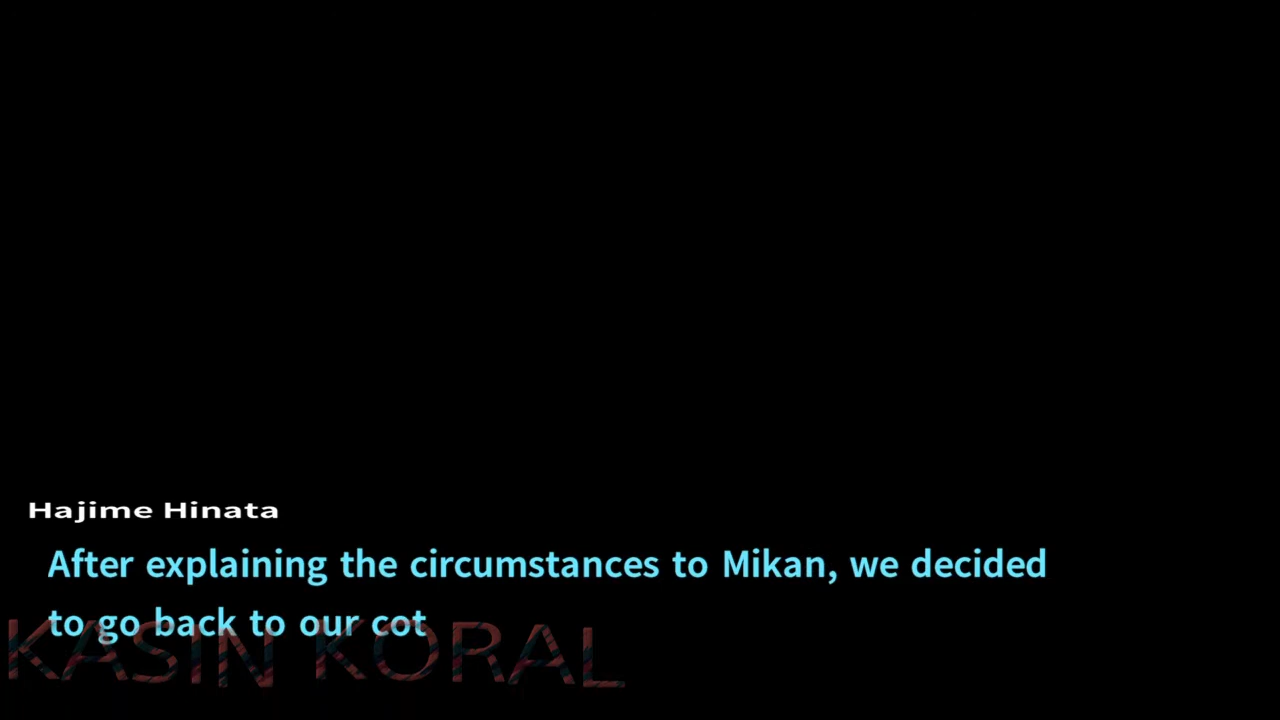 Hajime Hinata
After explaining the circumstances to Mikan, we decided
to go back to our cot
KASIN KORAL